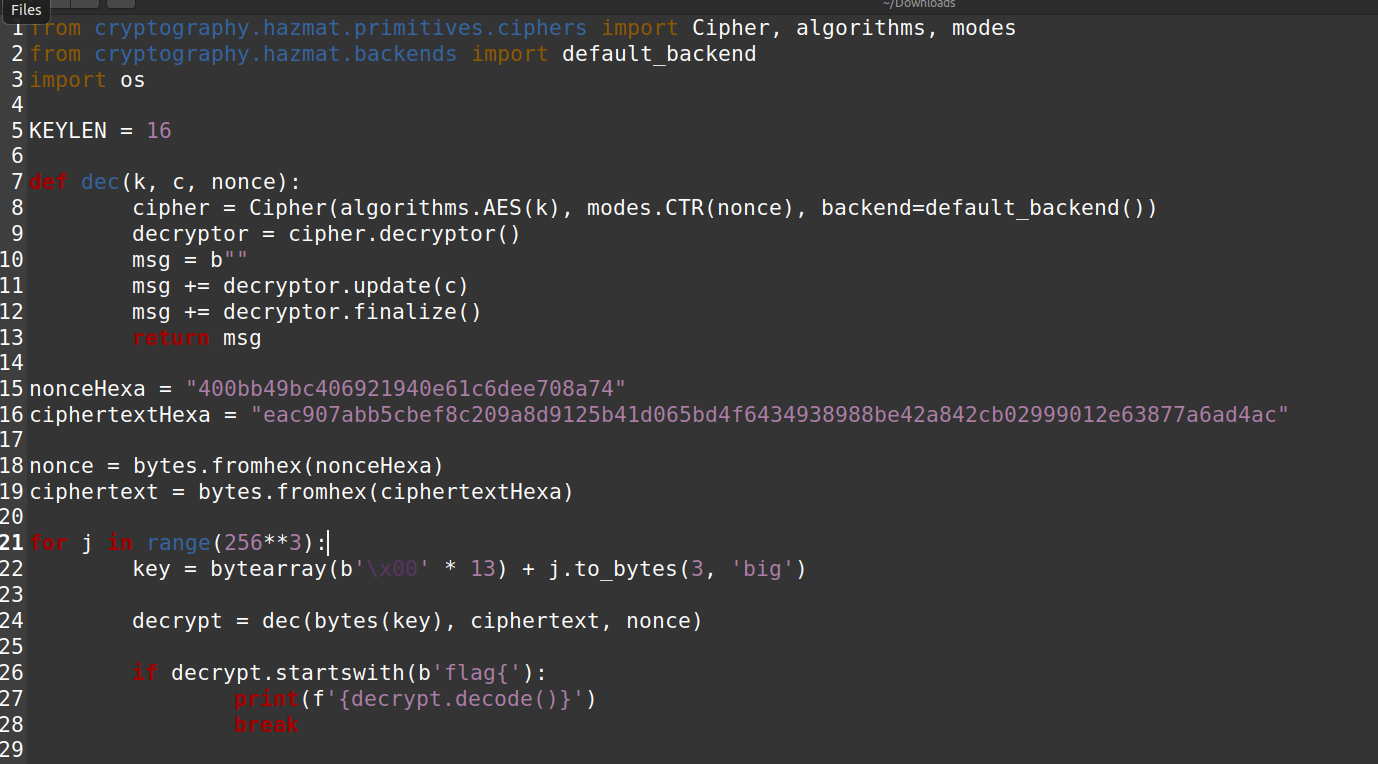 Files
~/Downloads
1 from cryptography.hazmat.primitives.ciphers import Cipher, algorithms, modes
2 from cryptography.hazmat.backends import default_backend
3 import os
4
5 KEYLEN = 16
6
7 def dec(k, c, nonce):
8         cipher = Cipher(algorithms.AES(k), modes.CTR(nonce), backend=default_backend())
9         decryptor = cipher.decryptor()
10         msg = b""
11         msg += decryptor.update(c)
12         msg += decryptor.finalize()
13         return msg
14
15 nonceHexa = "400bb49bc406921940e61c6dee708a74"
16 ciphertextHexa = "eac907abb5cbef8c209a8d9125b41d065bd4f6434938988be42a842cb02999012e63877a6ad4ac"
17
18 nonce = bytes.fromhex(nonceHexa)
19 ciphertext = bytes.fromhex(ciphertextHexa)
20
21 for j in range(256**3):
22         key = bytearray(b'\x00' * 13) + j.to_bytes(3, 'big')
23
24         decrypt = dec(bytes(key), ciphertext, nonce)
25
26         if decrypt.startswith(b'flag{'):
27                 print(f'{decrypt.decode()}')
28                 break
29